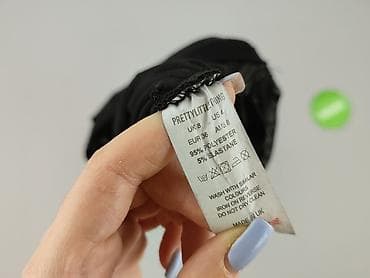 PRETTYLITTLETHING
UK 8 US 4
EUR 36 AUS 8
95% POLYESTER
5% ELASTANE
WASH WITH SIMILAR
COLOURS
IRON ON REVERSE
DO NOT DRY CLEAN
MADE IN UK